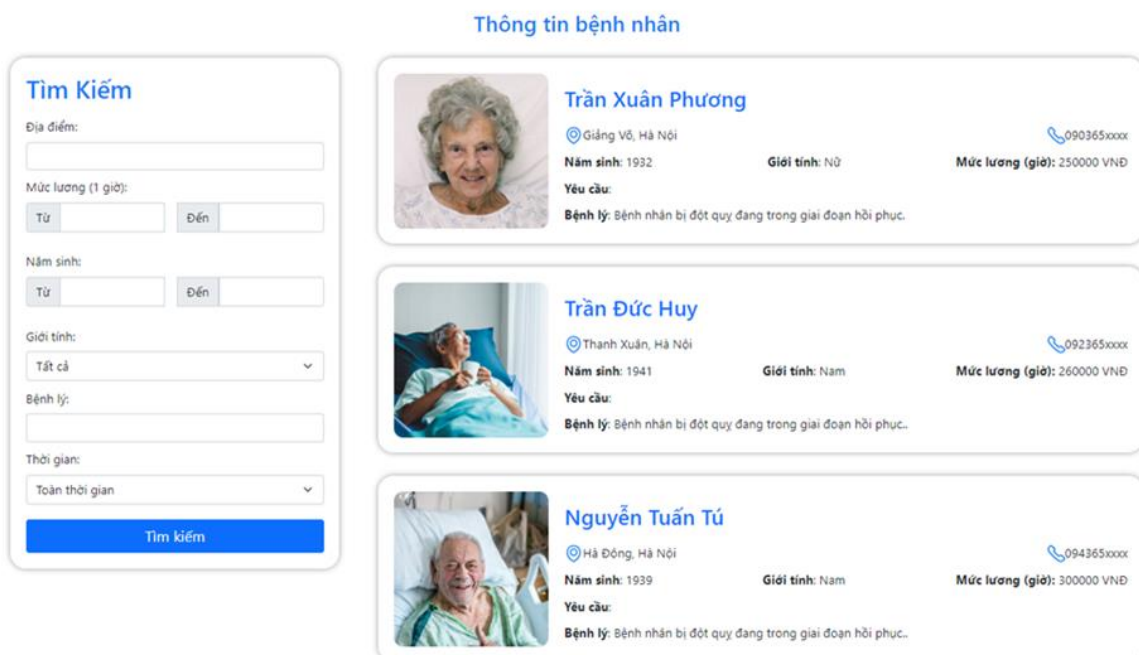 Thông tin bệnh nhân
Tìm Kiếm
Địa điểm:
Mức lương (1 giờ):
Từ Đến
Năm sinh:
Từ Đến
Giới tính:
Tất cả
Bệnh lý:
Thời gian:
Toàn thời gian
Tìm kiếm
Trần Xuân Phương
Giảng Võ, Hà Nội 090365xxxx
Năm sinh: 1932 Giới tính: Nữ Mức lương (giờ): 250000 VNĐ
Yêu cầu:
Bệnh lý: Bệnh nhân bị đột quỵ đang trong giai đoạn hồi phục.
Trần Đức Huy
Thanh Xuân, Hà Nội 092365xxxx
Năm sinh: 1941 Giới tính: Nam Mức lương (giờ): 260000 VNĐ
Yêu cầu:
Bệnh lý: Bệnh nhân bị đột quỵ đang trong giai đoạn hồi phục..
Nguyễn Tuấn Tú
Hà Đông, Hà Nội 094365xxxx
Năm sinh: 1939 Giới tính: Nam Mức lương (giờ): 300000 VNĐ
Yêu cầu:
Bệnh lý: Bệnh nhân bị đột quỵ đang trong giai đoạn hồi phục..